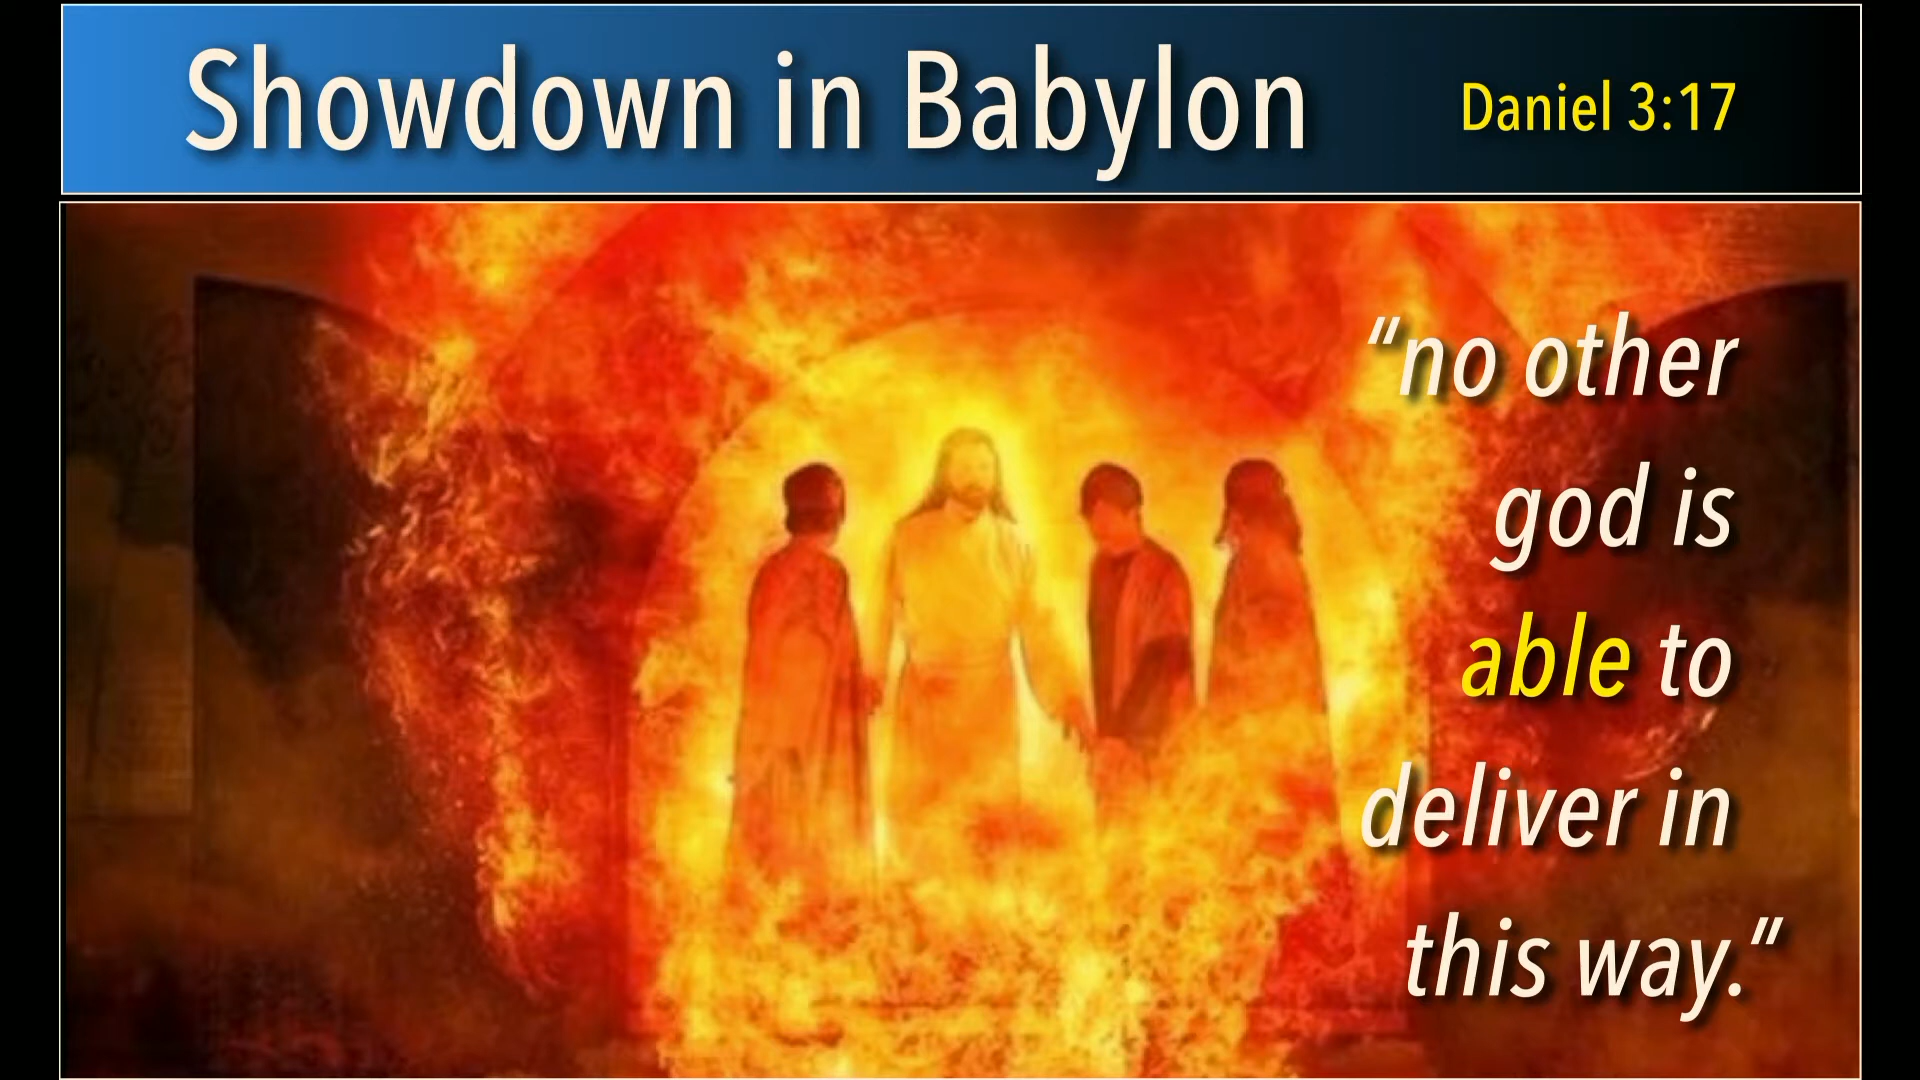 Showdown in Babylon
Daniel 3:17
“no other
god is
able to
deliver in
this way.”